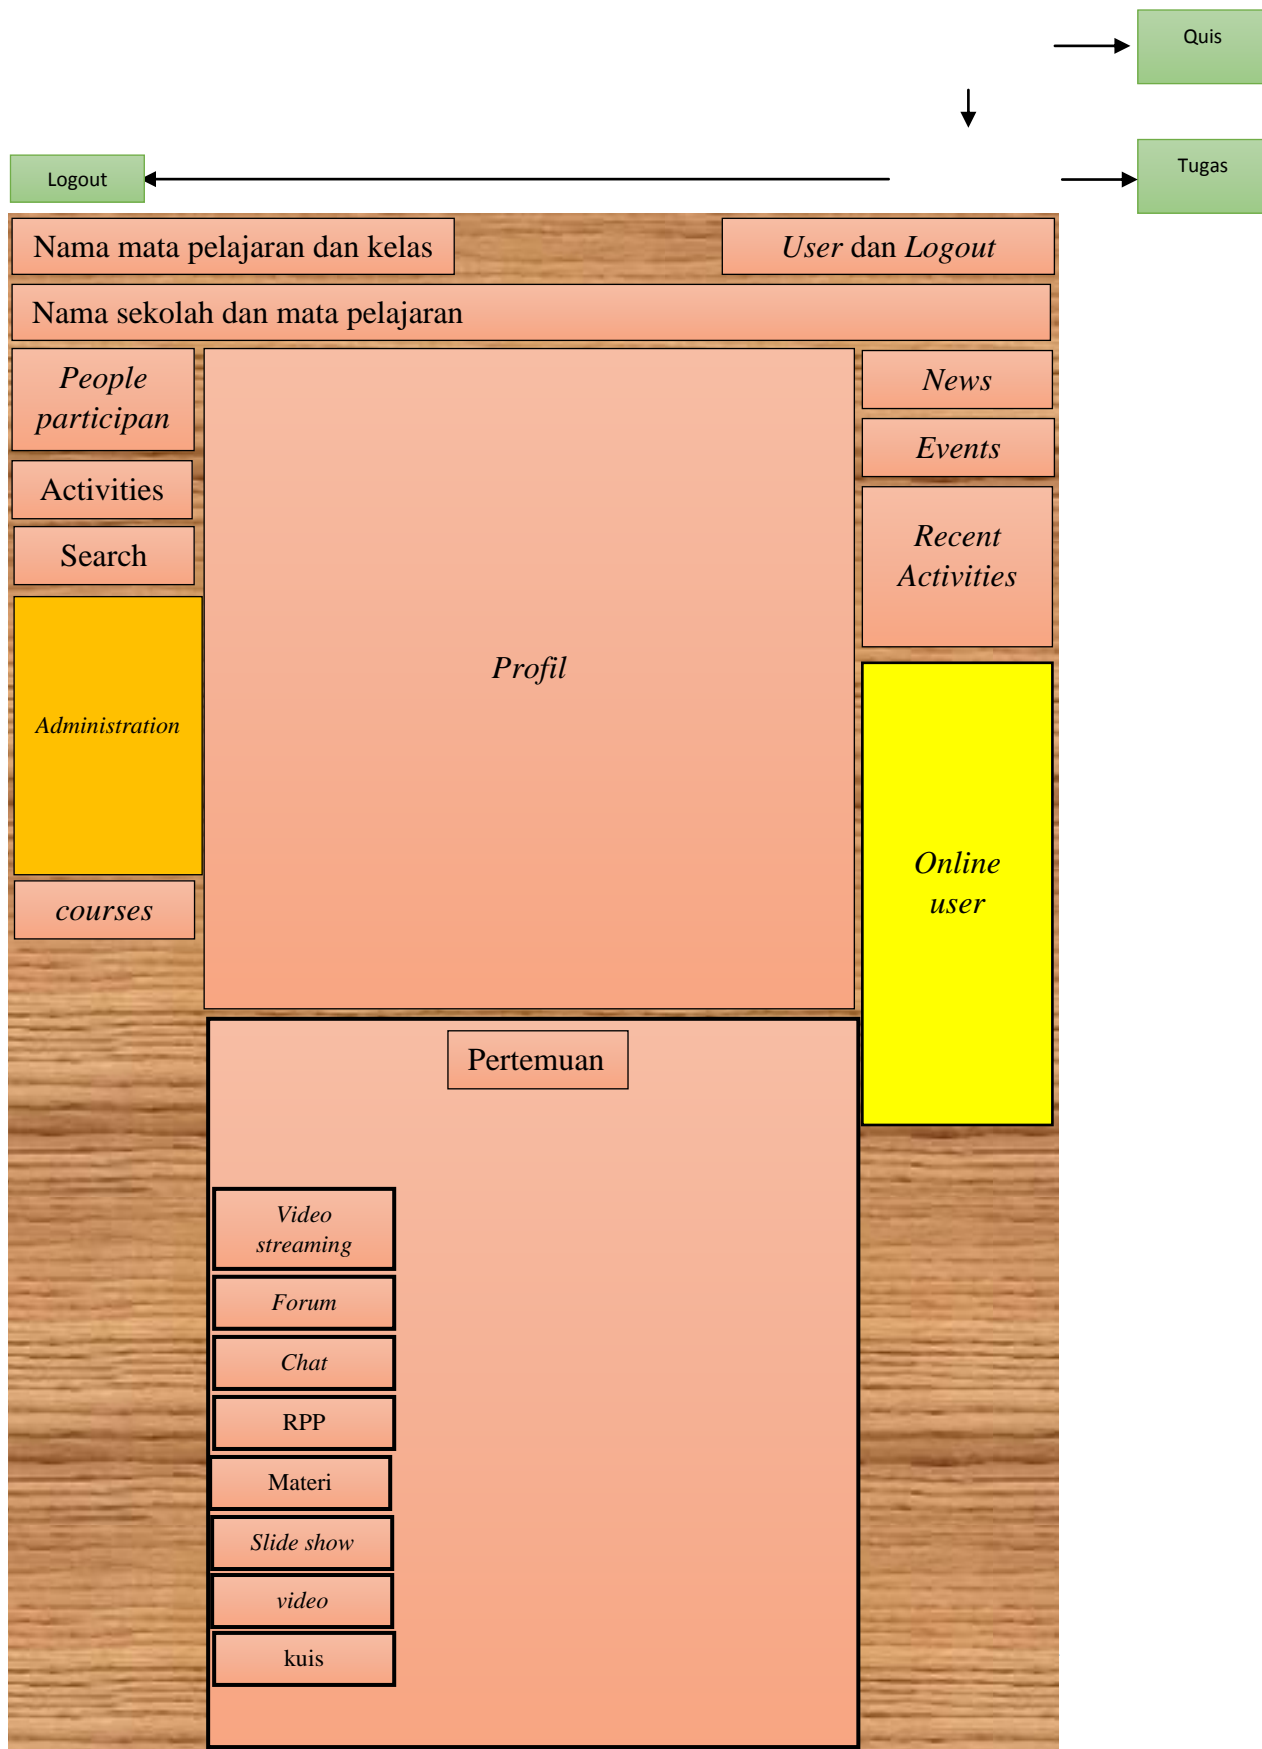 Quis
Logout
Tugas
Nama mata pelajaran dan kelas
User dan Logout
Nama sekolah dan mata pelajaran
People
participan
Activities
Search
Administration
courses
Profil
News
Events
Recent
Activities
Online
user
Pertemuan
Video
streaming
Forum
Chat
RPP
Materi
Slide show
video
kuis